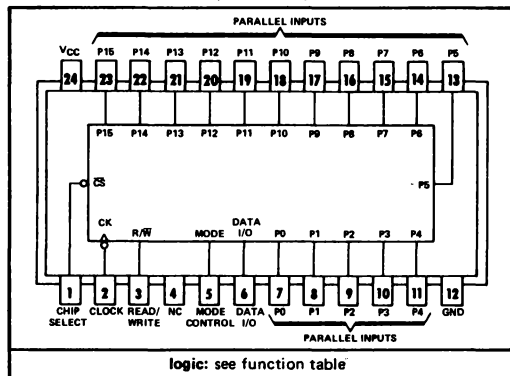 PARALLEL INPUTS
VCC P15 P14 P13 P12 P11 P10 P9 P8 P7 P6 P5
24 23 22 21 20 19 18 17 16 15 14 13
P15 P14 P13 P12 P11 P10 P9 P8 P7 P6
CS P5
CK DATA
R/W MODE I/O P0 P1 P2 P3 P4
1 2 3 4 5 6 7 8 9 10 11 12
CHIP CLOCK READ/ NC MODE DATA P0 P1 P2 P3 P4 GND
SELECT WRITE CONTROL I/O
PARALLEL INPUTS
logic: see function table